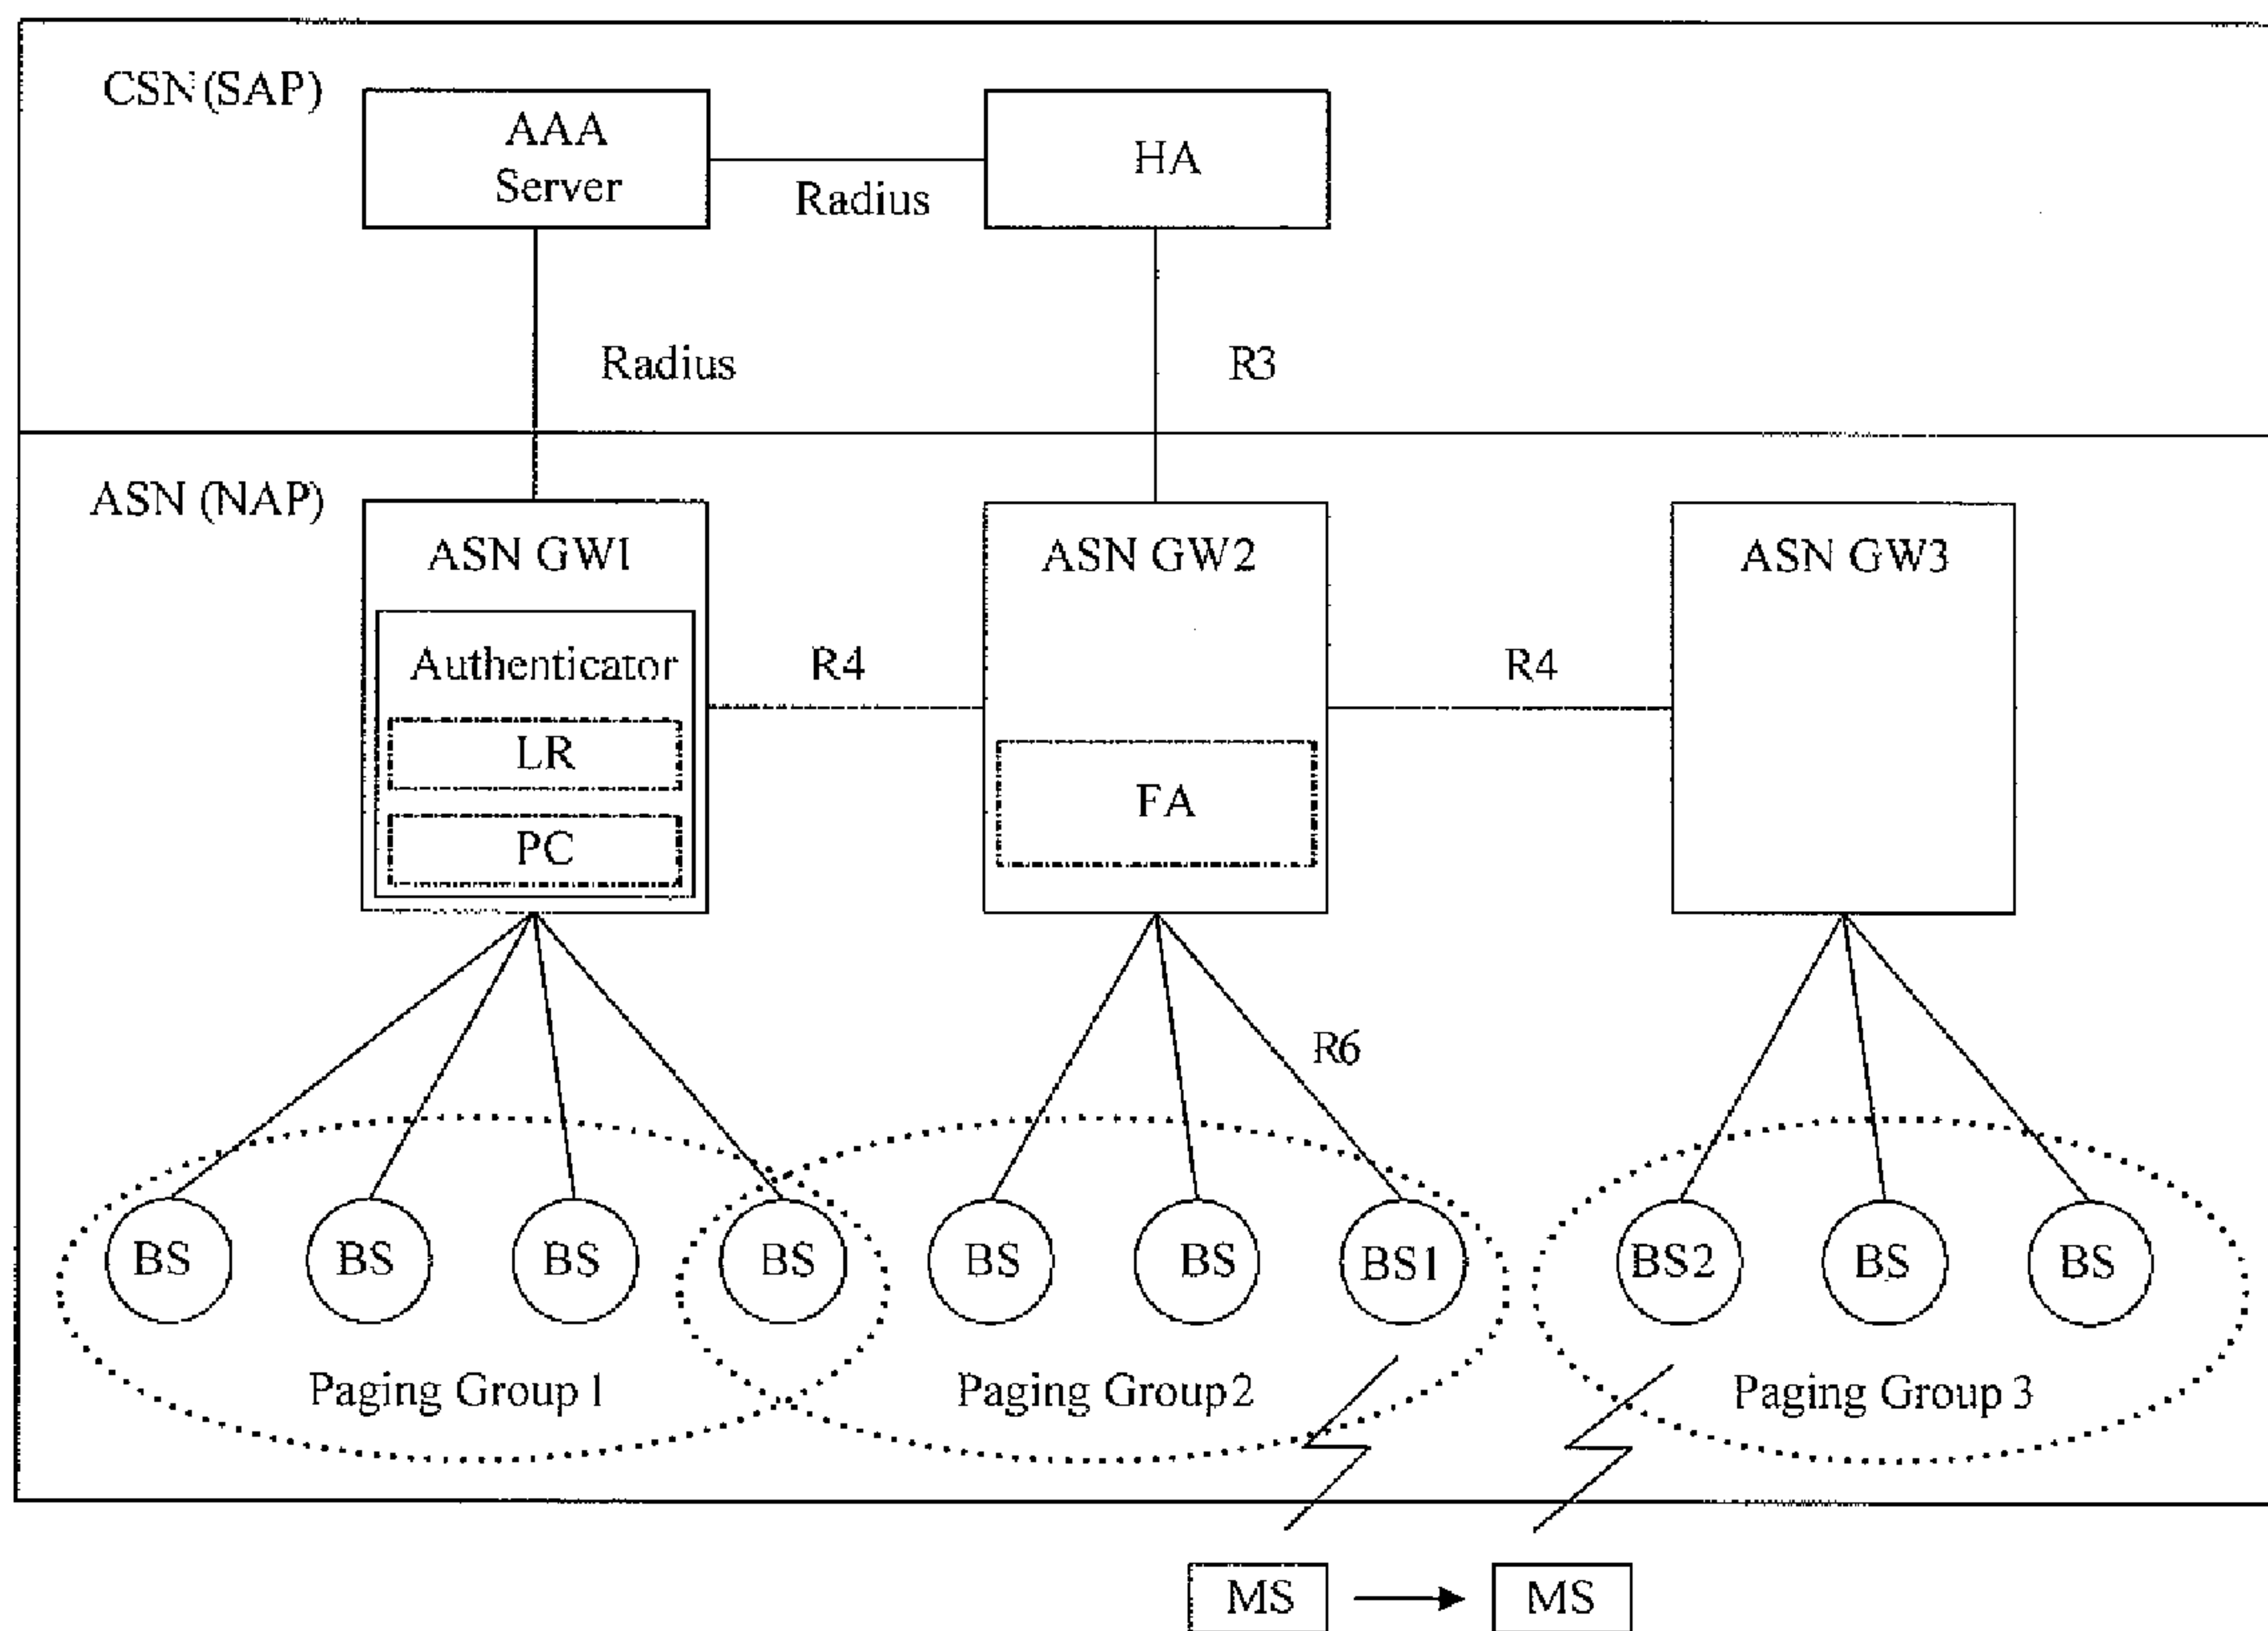 CSN (SAP)
AAA
Server
Radius
HA
Radius
R3
ASN (NAP)
ASN GW1
Authenticator
LR
PC
R4
ASN GW2
FA
R4
ASN GW3
R6
BS
BS
BS
BS
BS
BS
BS1
BS2
BS
BS
Paging Group 1
Paging Group 2
Paging Group 3
MS
MS